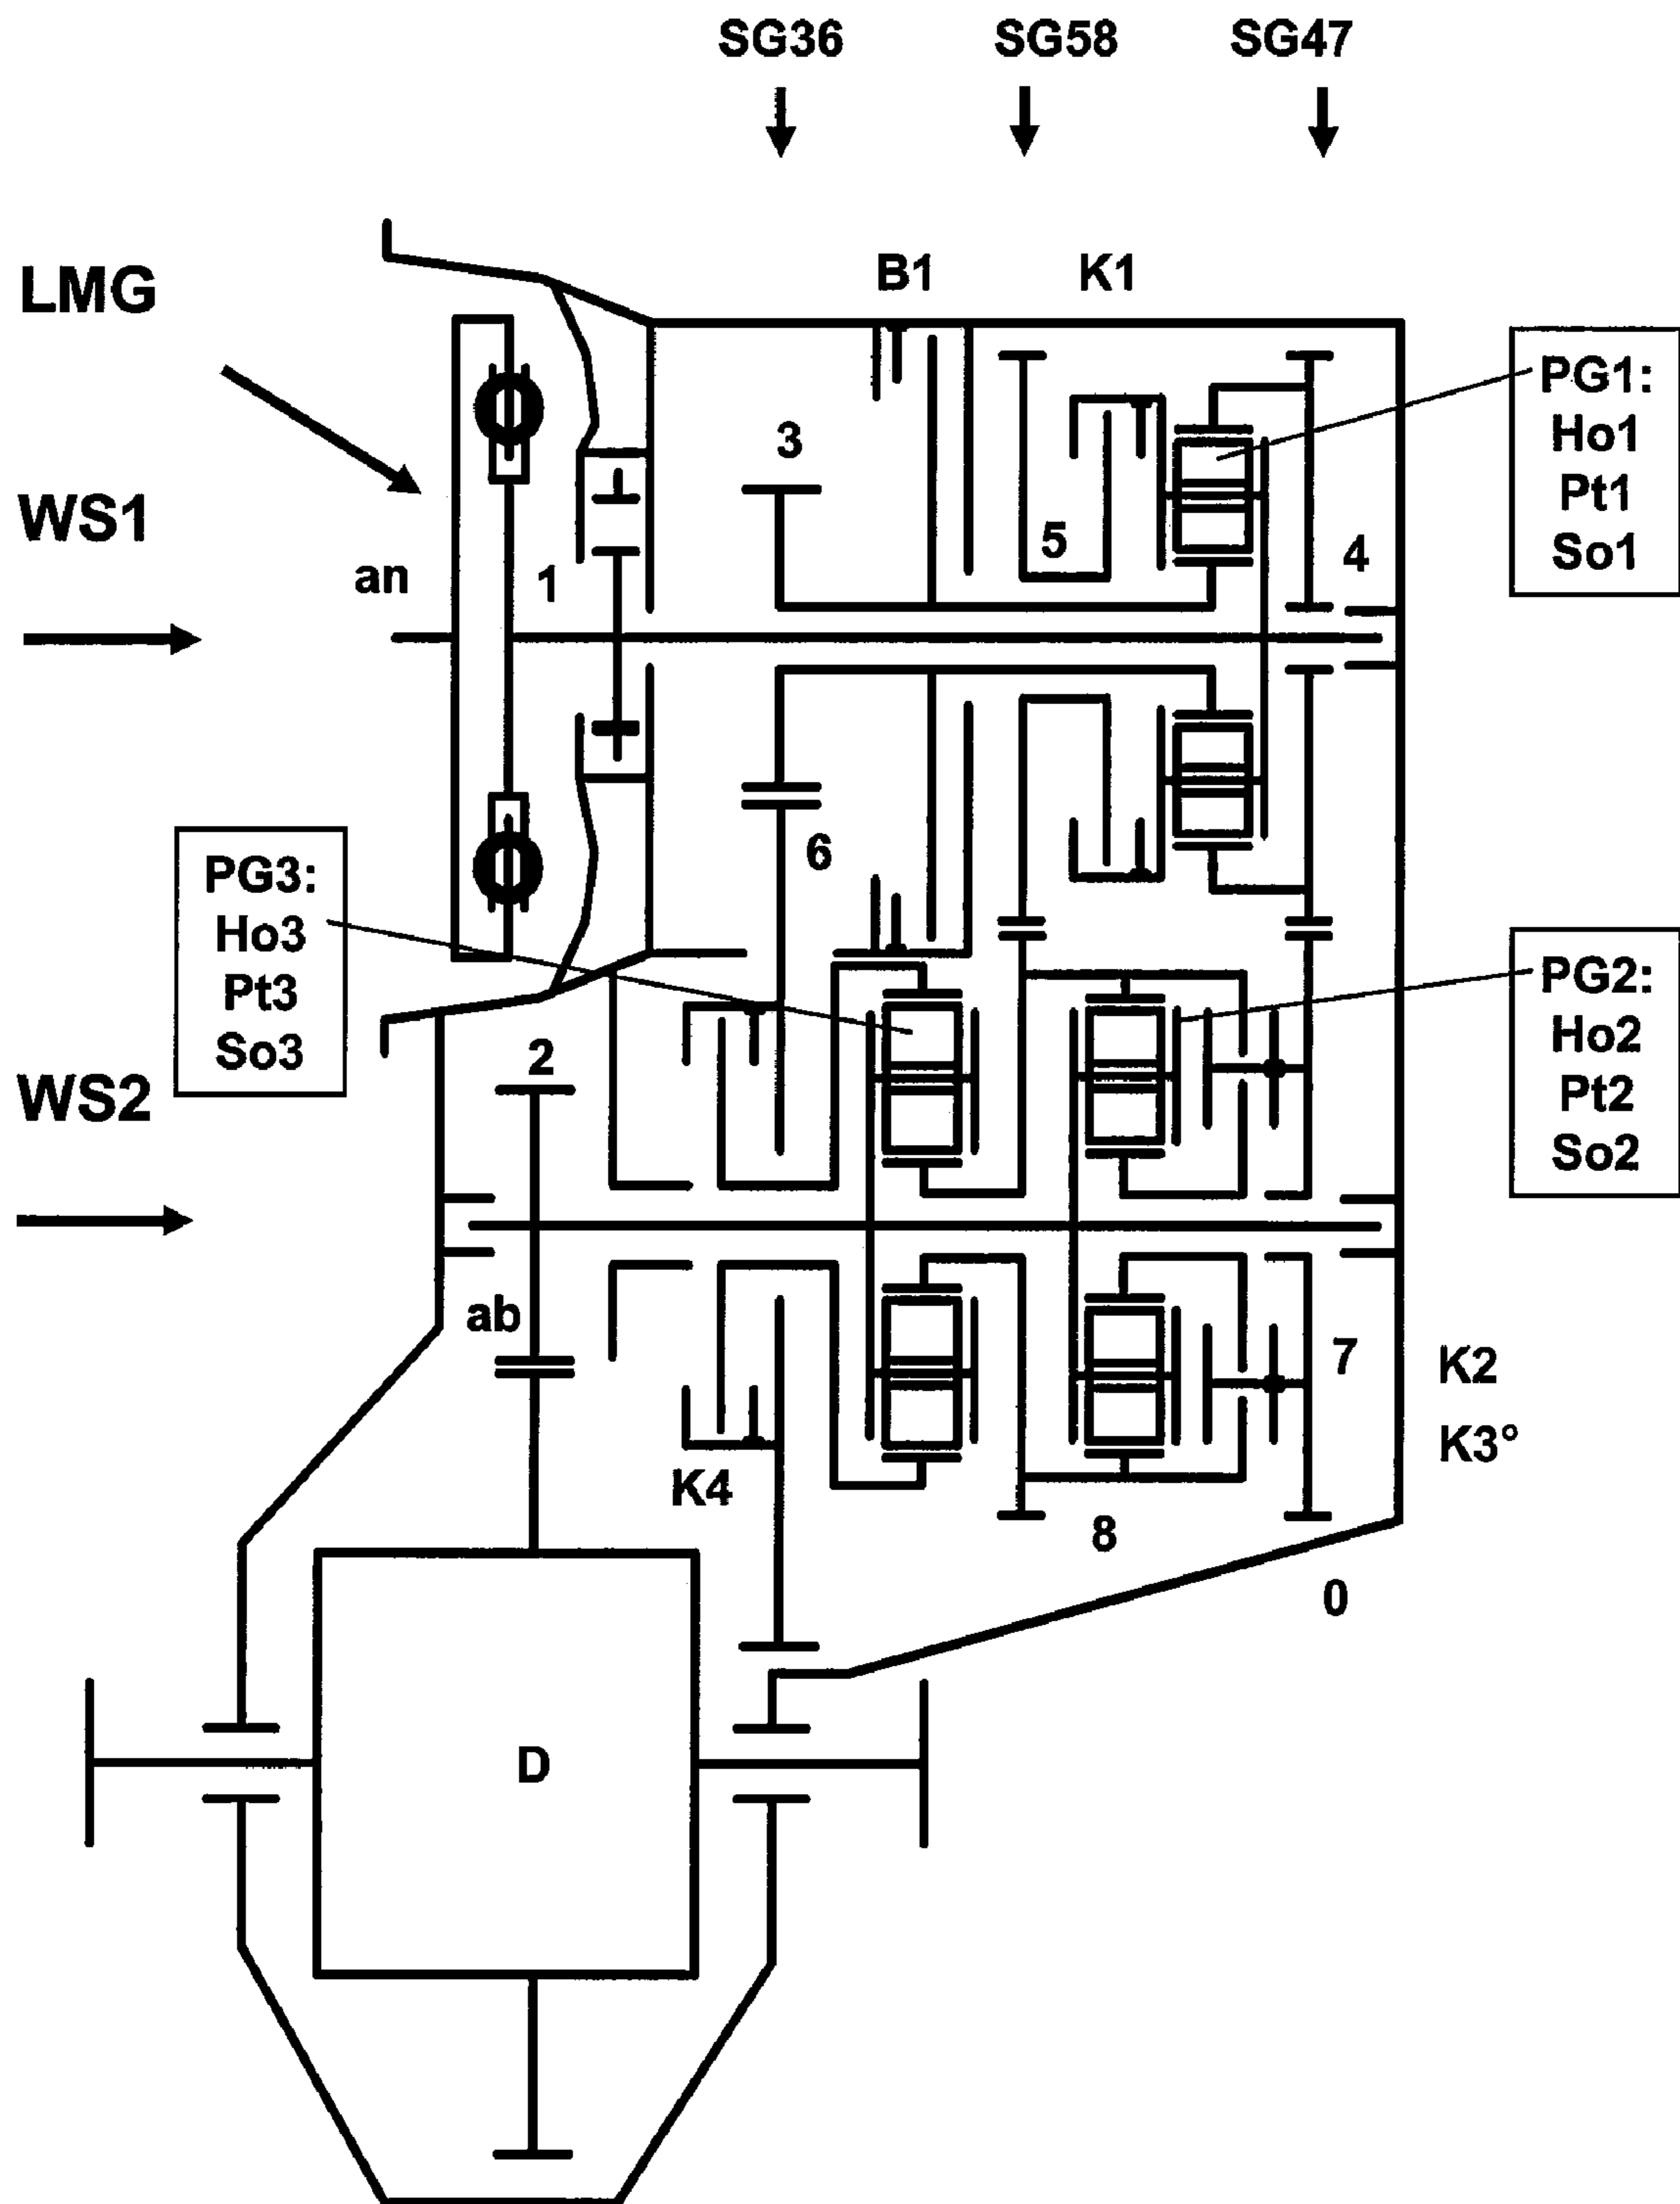 SG36 SG58 SG47
LMG
B1 K1
PG1:
Ho1
Pt1
So1
3
WS1
an
1
5
4
6
PG3:
Ho3
Pt3
So3
PG2:
Ho2
Pt2
So2
2
WS2
ab
7
K2
K3°
K4
8
0
D